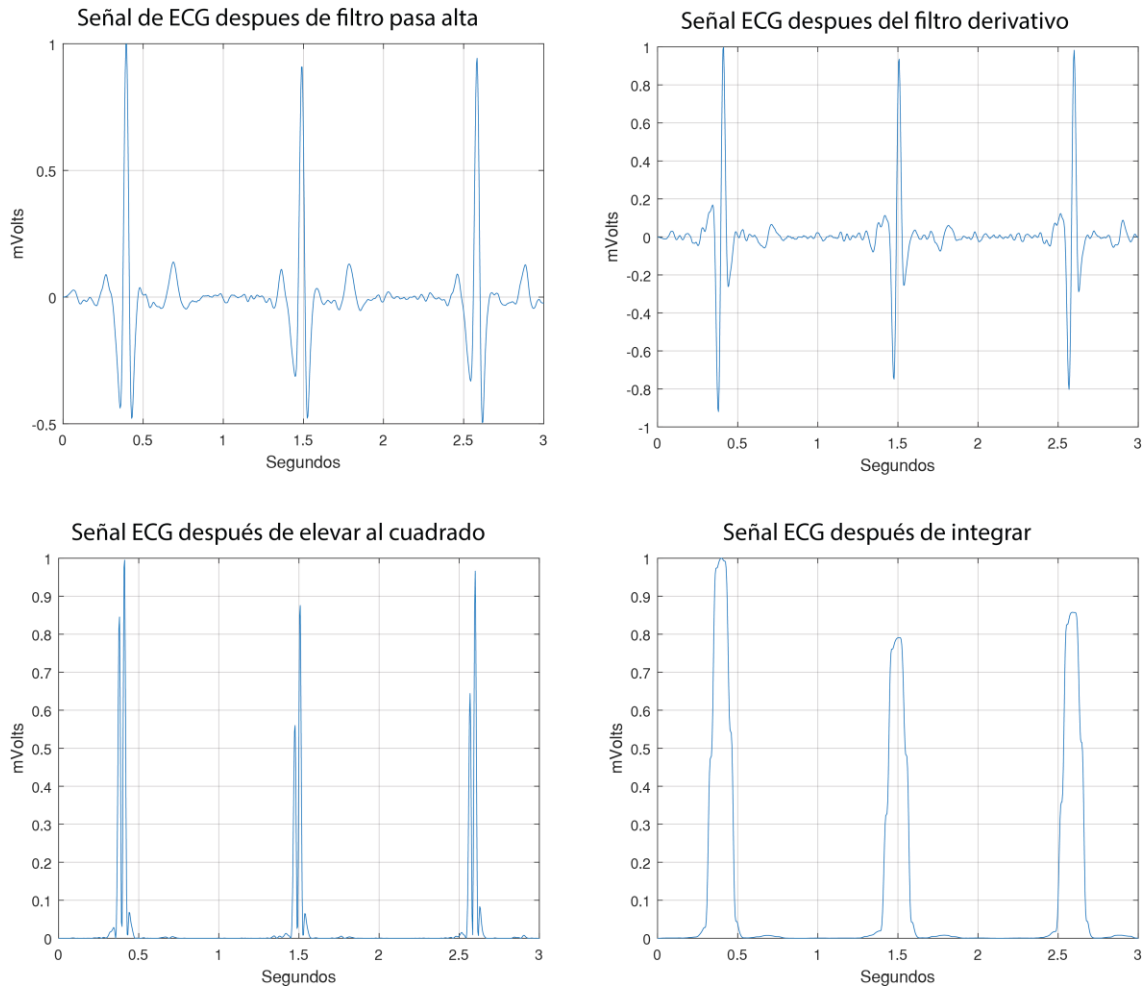 Señal de ECG despues de filtro pasa alta
1
0.5
0
-0.5
mVolts
0 0.5 1 1.5 2 2.5 3
Segundos
Señal ECG despues del filtro derivativo
1
0.8
0.6
0.4
0.2
0
-0.2
-0.4
-0.6
-0.8
-1
mVolts
0 0.5 1 1.5 2 2.5 3
Segundos
Señal ECG después de elevar al cuadrado
1
0.9
0.8
0.7
0.6
0.5
0.4
0.3
0.2
0.1
0
mVolts
0 0.5 1 1.5 2 2.5 3
Segundos
Señal ECG después de integrar
1
0.9
0.8
0.7
0.6
0.5
0.4
0.3
0.2
0.1
0
mVolts
0 0.5 1 1.5 2 2.5 3
Segundos